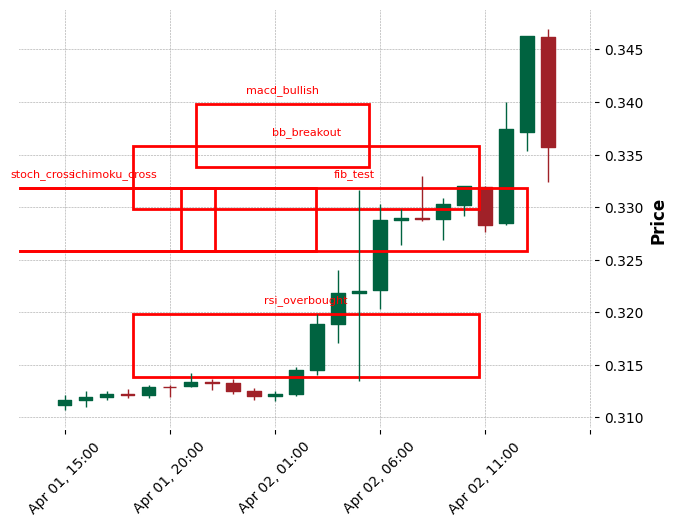 0.345
macd_bullish
0.340
bb_breakout
0.335
stoch_cross
ichimoku_cross
fib_test
0.330
Price
0.325
rsi_overbought
0.320
0.315
0.310
Apr 01, 15:00
Apr 01, 20:00
Apr 02, 01:00
Apr 02, 06:00
Apr 02, 11:00